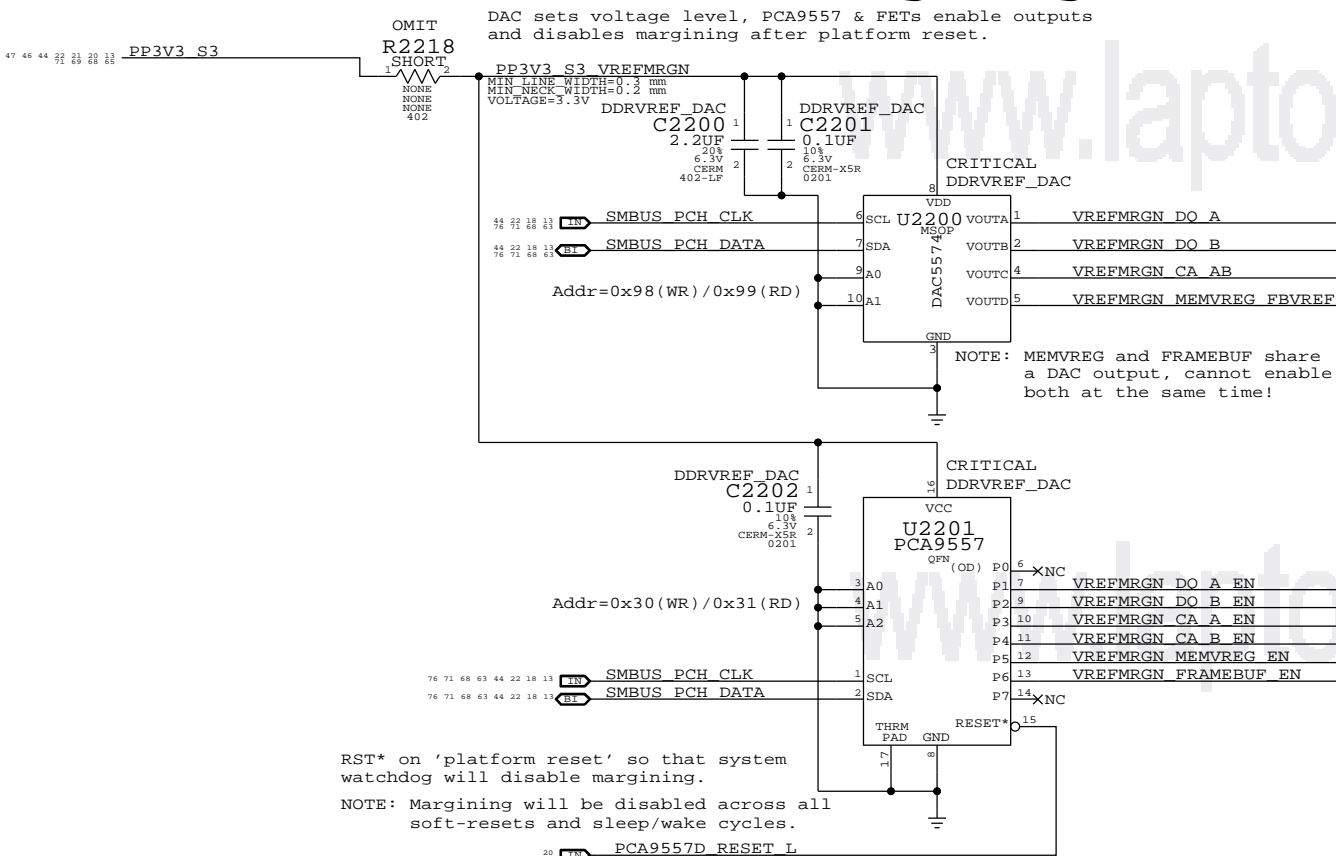 DAC sets voltage level, PCA9557 & FETs enable outputs
and disables margining after platform reset.
OMIT
R2218
SHORT
1 2
NONE
NONE
NONE
402
47 46 44 22 21 20 13
71 69 68 65
PP3V3_S3
PP3V3_S3_VREFMRGN
MIN_LINE_WIDTH=0.3 mm
MIN_NECK_WIDTH=0.2 mm
VOLTAGE=3.3V
DDRVREF_DAC
C2200
2.2UF
20%
6.3V
CERM
402-LF
1
2
DDRVREF_DAC
C2201
0.1UF
10%
6.3V
CERM-X5R
0201
1
2
www.lapto
CRITICAL
DDRVREF_DAC
8
VDD
U2200
MSOP
DAC5574
44 22 18 13
76 71 68 63
IN
SMBUS_PCH_CLK
6
SCL
44 22 18 13
76 71 68 63
BI
SMBUS_PCH_DATA
7
SDA
9
A0
10
A1
Addr=0x98(WR)/0x99(RD)
VOUTA 1 VREFMRGN_DQ_A
VOUTB 2 VREFMRGN_DQ_B
VOUTC 4 VREFMRGN_CA_AB
VOUTD 5 VREFMRGN_MEMVREG_FBVREF
GND
3
NOTE: MEMVREG and FRAMEBUF share
a DAC output, cannot enable
both at the same time!
DDRVREF_DAC
C2202
0.1UF
10%
6.3V
CERM-X5R
0201
1
2
CRITICAL
DDRVREF_DAC
16
VCC
U2201
PCA9557
QFN
(OD)
www.lapto
P0 6 NC
P1 7 VREFMRGN_DQ_A_EN
P2 9 VREFMRGN_DQ_B_EN
P3 10 VREFMRGN_CA_A_EN
P4 11 VREFMRGN_CA_B_EN
P5 12 VREFMRGN_MEMVREG_EN
P6 13 VREFMRGN_FRAMEBUF_EN
P7 14 NC
3 A0
4 A1
5 A2
Addr=0x30(WR)/0x31(RD)
76 71 68 63 44 22 18 13 IN SMBUS_PCH_CLK 1 SCL
76 71 68 63 44 22 18 13 BI SMBUS_PCH_DATA 2 SDA
RESET* 15
THRM
PAD
GND
17
8
RST* on 'platform reset' so that system
watchdog will disable margining.
NOTE: Margining will be disabled across all
soft-resets and sleep/wake cycles.
20 IN PCA9557D_RESET_L